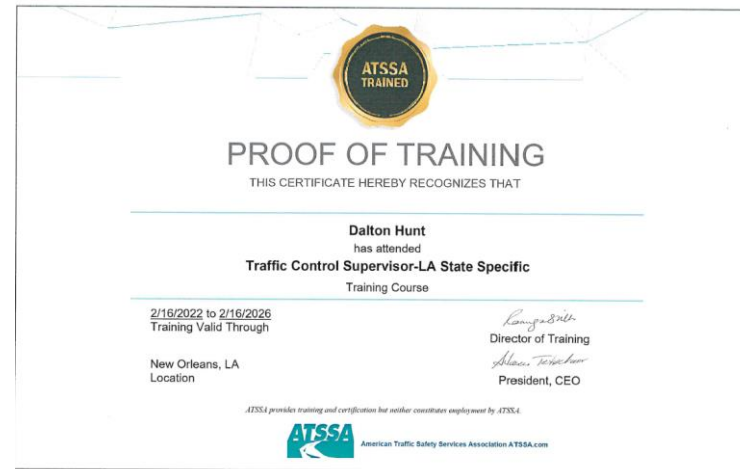 ATSSA
TRAINED
PROOF OF TRAINING
THIS CERTIFICATE HEREBY RECOGNIZES THAT
Dalton Hunt
has attended
Traffic Control Supervisor-LA State Specific
Training Course
2/16/2022 to 2/16/2026
Training Valid Through
Director of Training
New Orleans, LA
Location
President, CEO
ATSSA provides training and certification but neither constitutes employment by ATSSA.
ATSSA
American Traffic Safety Services Association ATSSA.com